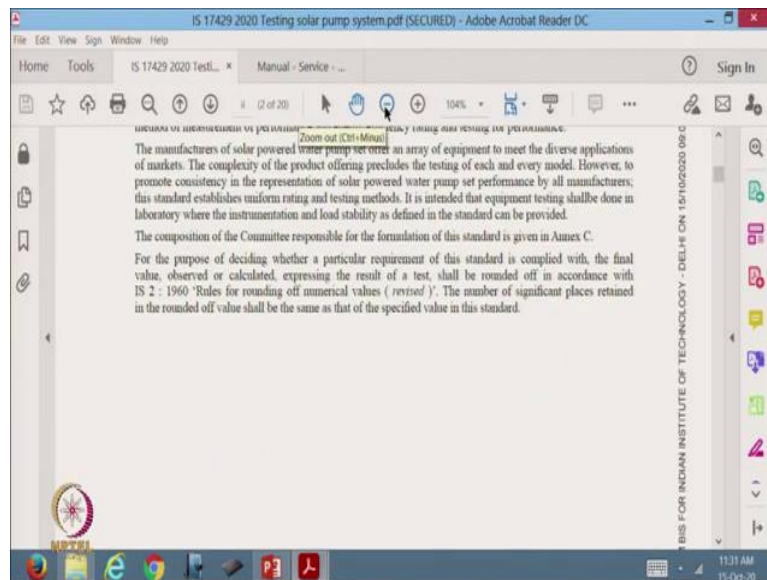 IS 17429 2020 Testing solar pump system.pdf (SECURED) - Adobe Acrobat Reader DC
File Edit View Sign Window Help
Home Tools IS 17429 2020 Testi... × Manual - Service - ... Sign In
ii (2 of 20) 104%
Zoom out (Ctrl+Minus)
The manufacturers of solar powered water pump set offer an array of equipment to meet the diverse applications
of markets. The complexity of the product offering precludes the testing of each and every model. However, to
promote consistency in the representation of solar powered water pump set performance by all manufacturers;
this standard establishes uniform rating and testing methods. It is intended that equipment testing shallbe done in
laboratory where the instrumentation and load stability as defined in the standard can be provided.
The composition of the Committee responsible for the formulation of this standard is given in Annex C.
For the purpose of deciding whether a particular requirement of this standard is complied with, the final
value, observed or calculated, expressing the result of a test, shall be rounded off in accordance with
IS 2 : 1960 ‘Rules for rounding off numerical values ( revised )’. The number of significant places retained
in the rounded off value shall be the same as that of the specified value in this standard.
BIS FOR INDIAN INSTITUTE OF TECHNOLOGY - DELHI ON 15/10/2020 09:0
NPTEL
11:31 AM
15-Oct-20